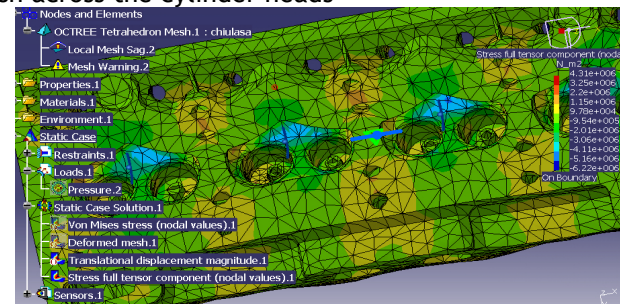 across the cylinder heads
Nodes and Elements
OCTREE Tetrahedron Mesh.1 : chiulasa
Local Mesh Sag.2
Mesh Warning.2
Properties.1
Materials.1
Environment.1
Static Case
Restraints.1
Loads.1
Pressure.2
Static Case Solution.1
Von Mises stress (nodal values).1
Deformed mesh.1
Translational displacement magnitude.1
Stress full tensor component (nodal values).1
Sensors.1
Stress full tensor component (noda
N_m2
4.31e+006
3.25e+006
2.2e+006
1.15e+006
9.78e+004
-9.54e+005
-2.01e+006
-3.06e+006
-4.11e+006
-5.16e+006
-6.22e+006
On Boundary